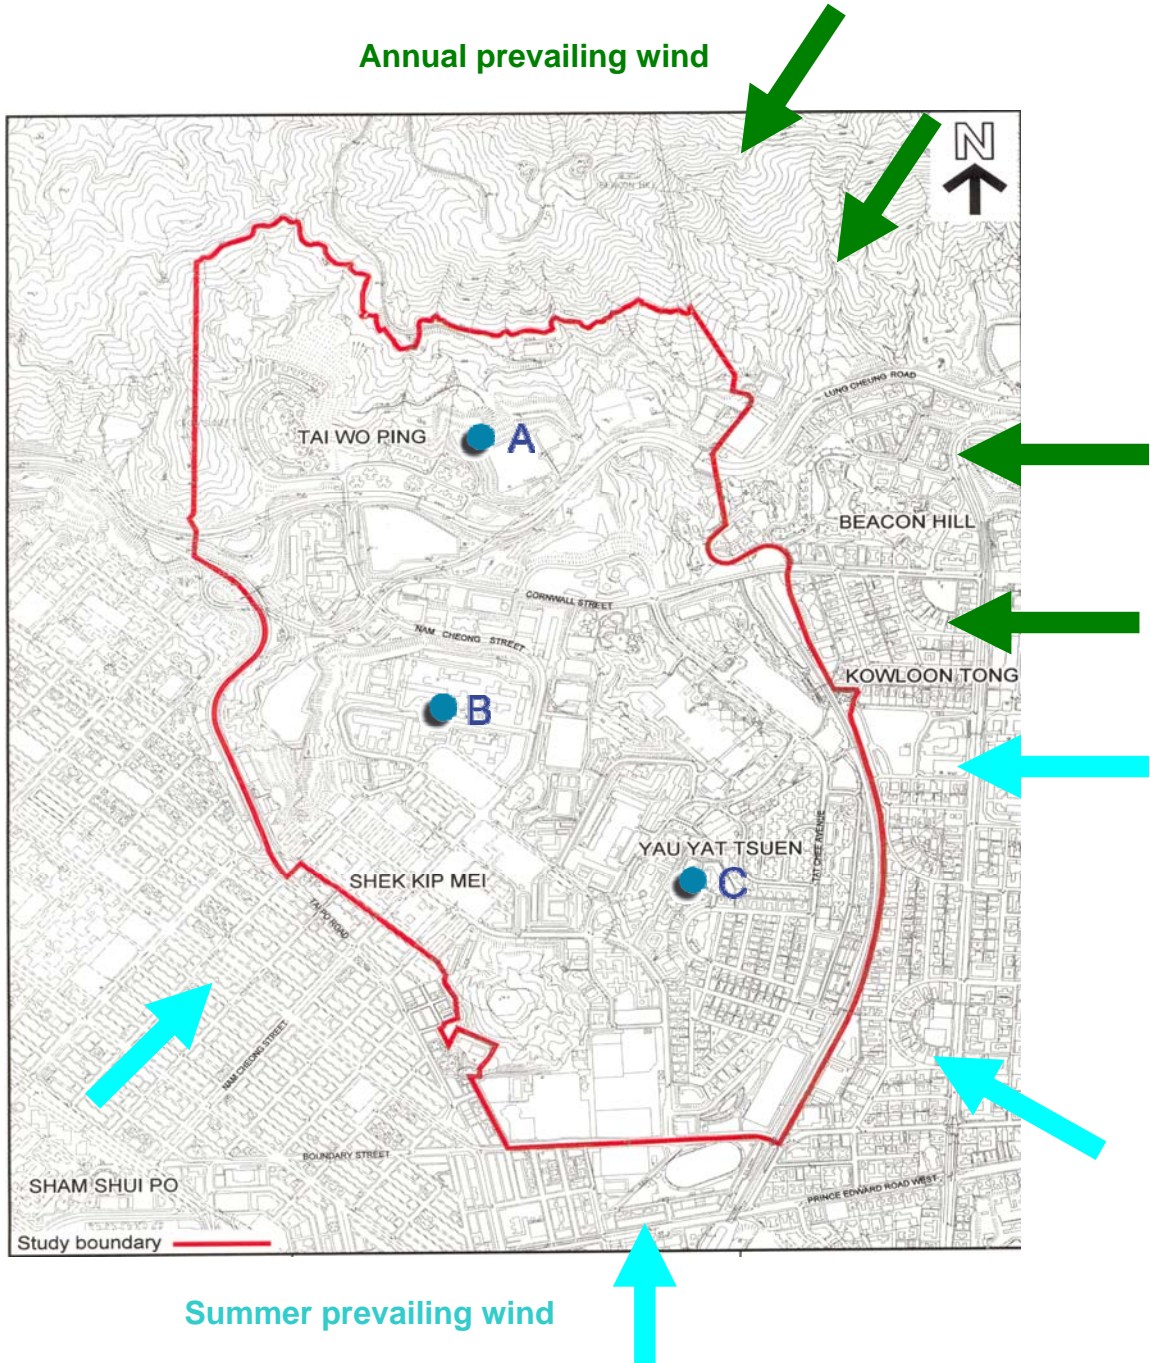 Annual prevailing wind
N
BEACON HILL
LUNG CHEUNG ROAD
TAI WO PING
A
BEACON HILL
CORNWALL STREET
NAM CHEONG STREET
KOWLOON TONG
B
TAT CHEE AVENUE
YAU YAT TSUEN
SHEK KIP MEI
C
TAI PO ROAD
NAM CHEONG STREET
BOUNDARY STREET
SHAM SHUI PO
PRINCE EDWARD ROAD WEST
Study boundary
Summer prevailing wind